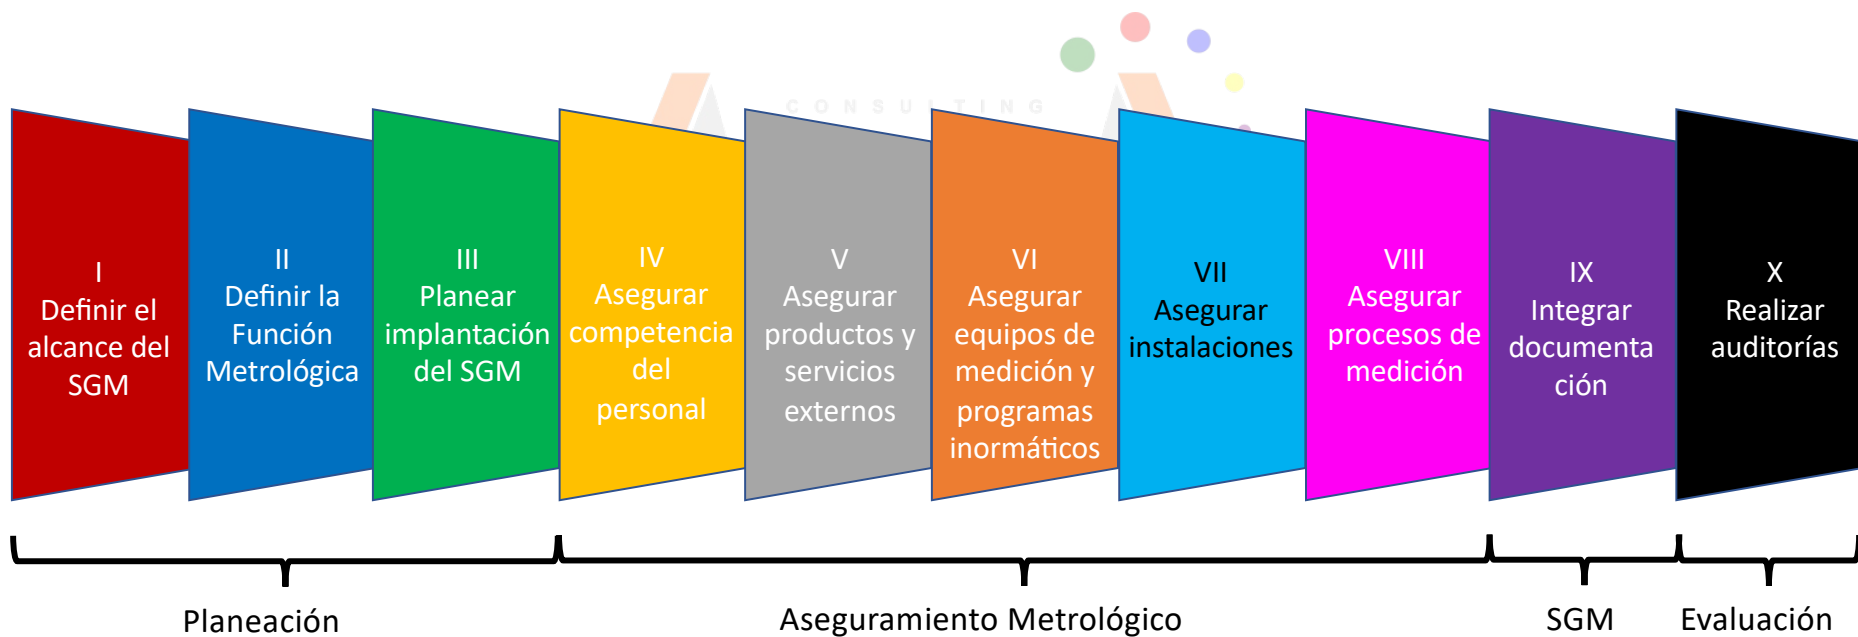 CONSULTING
I
Definir el
alcance del
SGM
II
Definir la
Función
Metrológica
III
Planear
implantación
del SGM
IV
Asegurar
competencia
del
personal
V
Asegurar
productos y
servicios
externos
VI
Asegurar
equipos de
medición y
programas
inormáticos
VII
Asegurar
instalaciones
VIII
Asegurar
procesos de
medición
IX
Integrar
documenta
ción
X
Realizar
auditorías
Planeación
Aseguramiento Metrológico
SGM
Evaluación